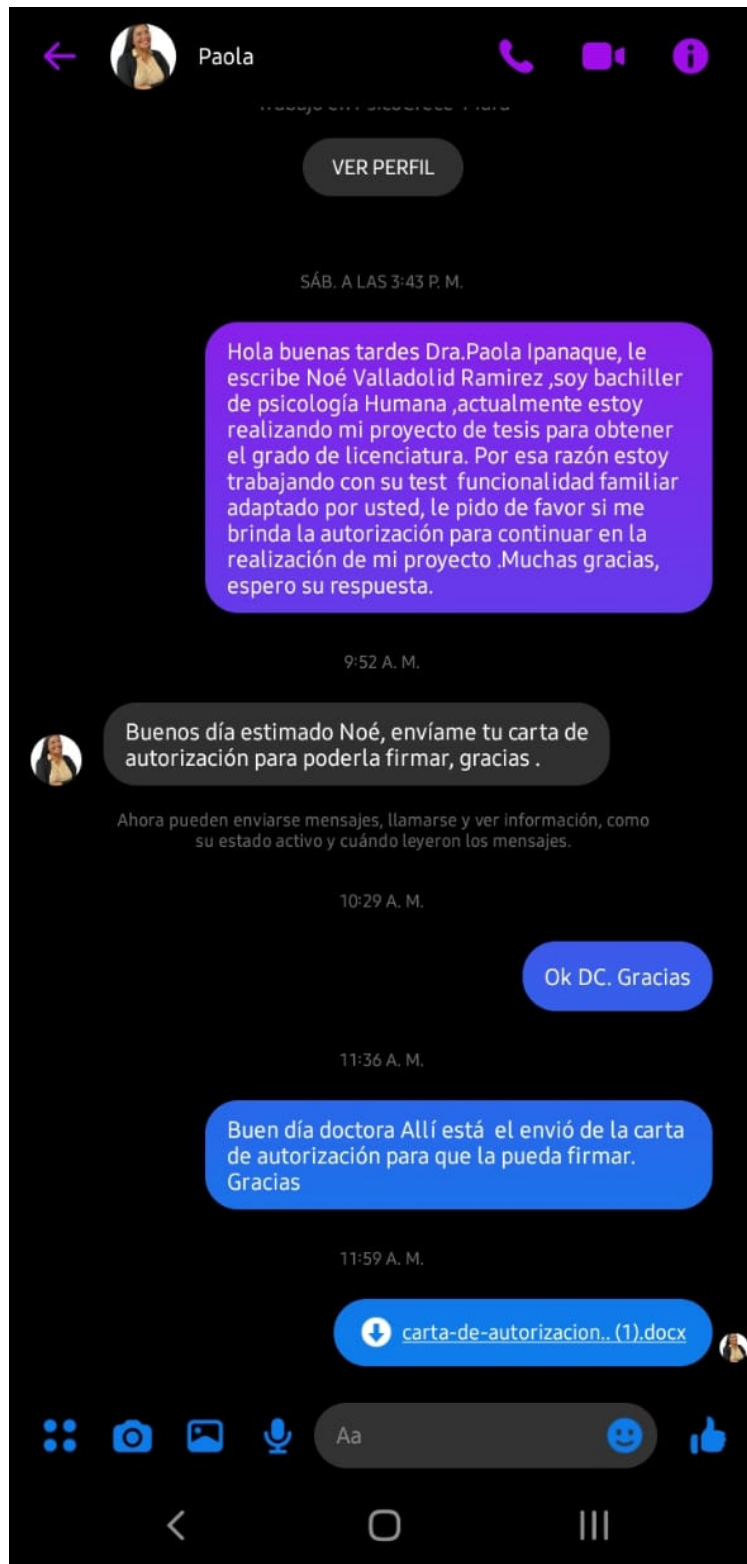 Paola
VER PERFIL
SÁB. A LAS 3:43 P. M.
Hola buenas tardes Dra.Paola Ipanaque, le
escribe Noé Valladolid Ramirez ,soy bachiller
de psicología Humana ,actualmente estoy
realizando mi proyecto de tesis para obtener
el grado de licenciatura. Por esa razón estoy
trabajando con su test funcionalidad familiar
adaptado por usted, le pido de favor si me
brinda la autorización para continuar en la
realización de mi proyecto .Muchas gracias,
espero su respuesta.
9:52 A. M.
Buenos día estimado Noé, envíame tu carta de
autorización para poderla firmar, gracias .
Ahora pueden enviarse mensajes, llamarse y ver información, como
su estado activo y cuándo leyeron los mensajes.
10:29 A. M.
Ok DC. Gracias
11:36 A. M.
Buen día doctora Allí está el envió de la carta
de autorización para que la pueda firmar.
Gracias
11:59 A. M.
carta-de-autorizacion.. (1).docx
Aa